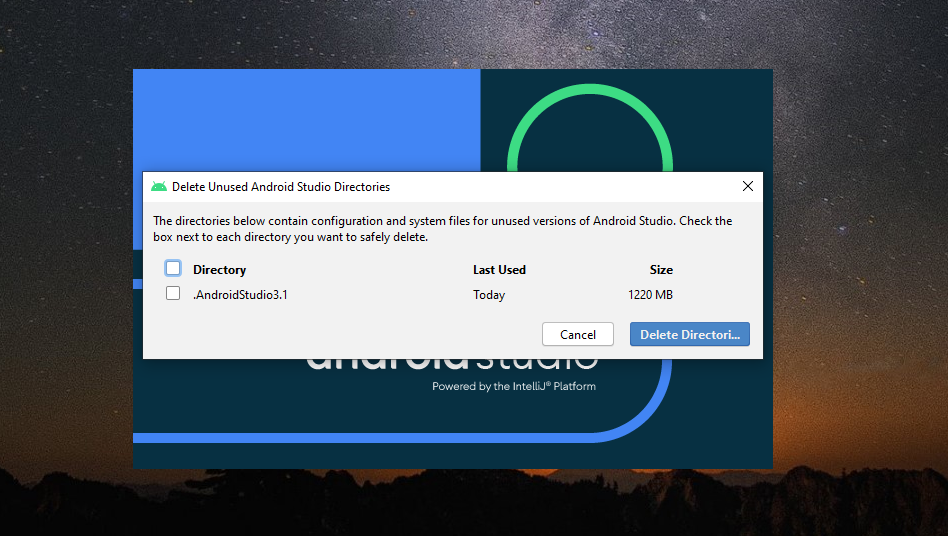 Delete Unused Android Studio Directories
The directories below contain configuration and system files for unused versions of Android Studio. Check the
box next to each directory you want to safely delete.
Directory Last Used Size
.AndroidStudio3.1 Today 1220 MB
Cancel Delete Directori...
android studio
Powered by the IntelliJ® Platform